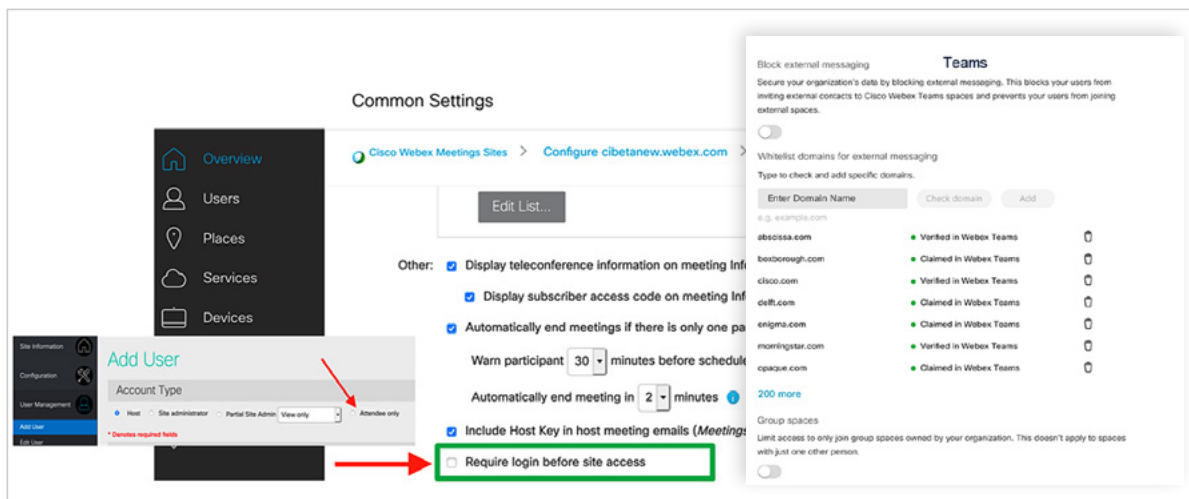 Common Settings
Overview
Users
Places
Services
Devices
Cisco Webex Meetings Sites > Configure cibetanew.webex.com >
Edit List...
Other: Display teleconference information on meeting Inf
Display subscriber access code on meeting Inf
Automatically end meetings if there is only one pa
Warn participant 30 minutes before schedule
Automatically end meeting in 2 minutes
Include Host Key in host meeting emails (Meetings
Require login before site access
Site Information
Configuration
User Management
Add User
Edit User
Add User
Account Type
Host Site administrator Partial Site Admin View only Attendee only
* Denotes required fields
Teams
Block external messaging
Secure your organization's data by blocking external messaging. This blocks your users from
inviting external contacts to Cisco Webex Teams spaces and prevents your users from joining
external spaces.
Whitelist domains for external messaging
Type to check and add specific domains.
Enter Domain Name Check domain Add
e.g. example.com
abscissa.com Verified in Webex Teams
boxborough.com Claimed in Webex Teams
cisco.com Verified in Webex Teams
delft.com Claimed in Webex Teams
enigma.com Claimed in Webex Teams
morningstar.com Verified in Webex Teams
opaque.com Claimed in Webex Teams
200 more
Group spaces
Limit access to only join group spaces owned by your organization. This doesn't apply to spaces
with just one other person.